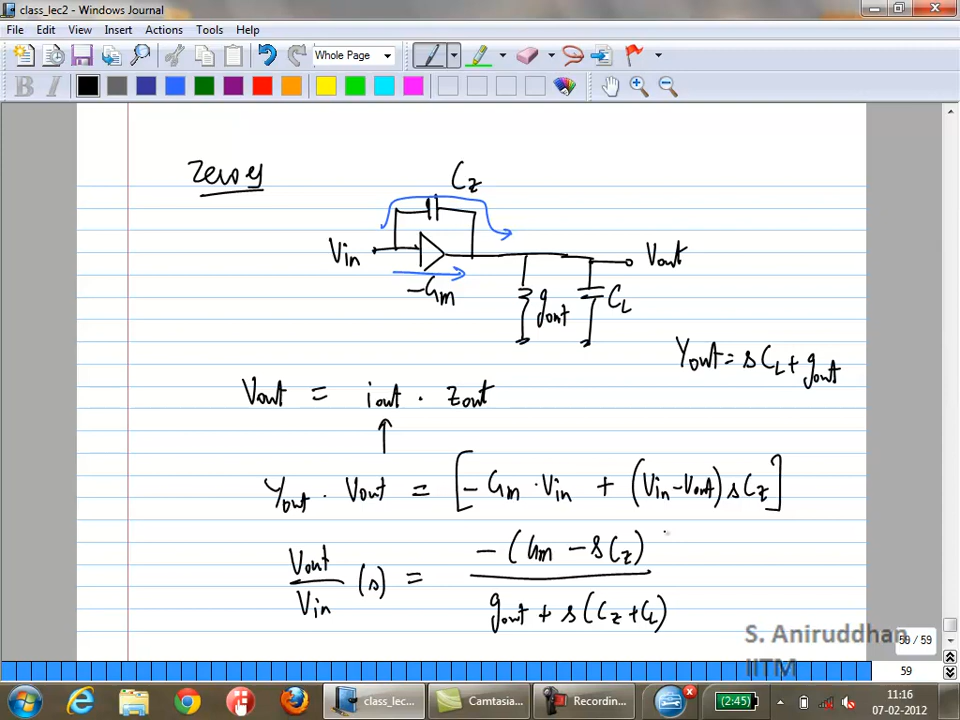 class_lec2 - Windows Journal
File Edit View Insert Actions Tools Help
Whole Page
B I
Zeros
Cz
Vin
-Gm
Vout
gout
CL
Yout = sCL + gout
Vout = iout . Zout
Yout . Vout = [-Gm . Vin + (Vin - Vout) sCz]
Vout/Vin (s) = -(Gm - sCz) / gout + s(Cz + CL)
S. Aniruddhan
IITM
59 / 59
59
class_lec...
Camtasia...
Recordin...
(2:45)
11:16
07-02-2012